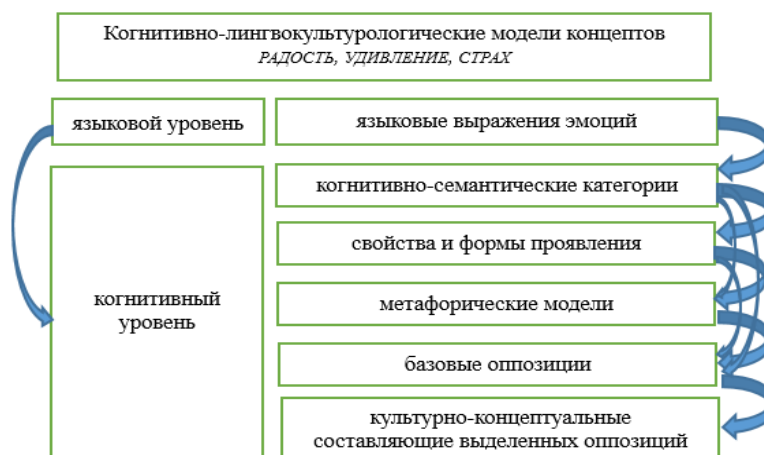 Когнитивно-лингвокультурологические модели концептов
РАДОСТЬ, УДИВЛЕНИЕ, СТРАХ
языковой уровень
языковые выражения эмоций
когнитивный
уровень
когнитивно-семантические категории
свойства и формы проявления
метафорические модели
базовые оппозиции
культурно-концептуальные
составляющие выделенных оппозиций